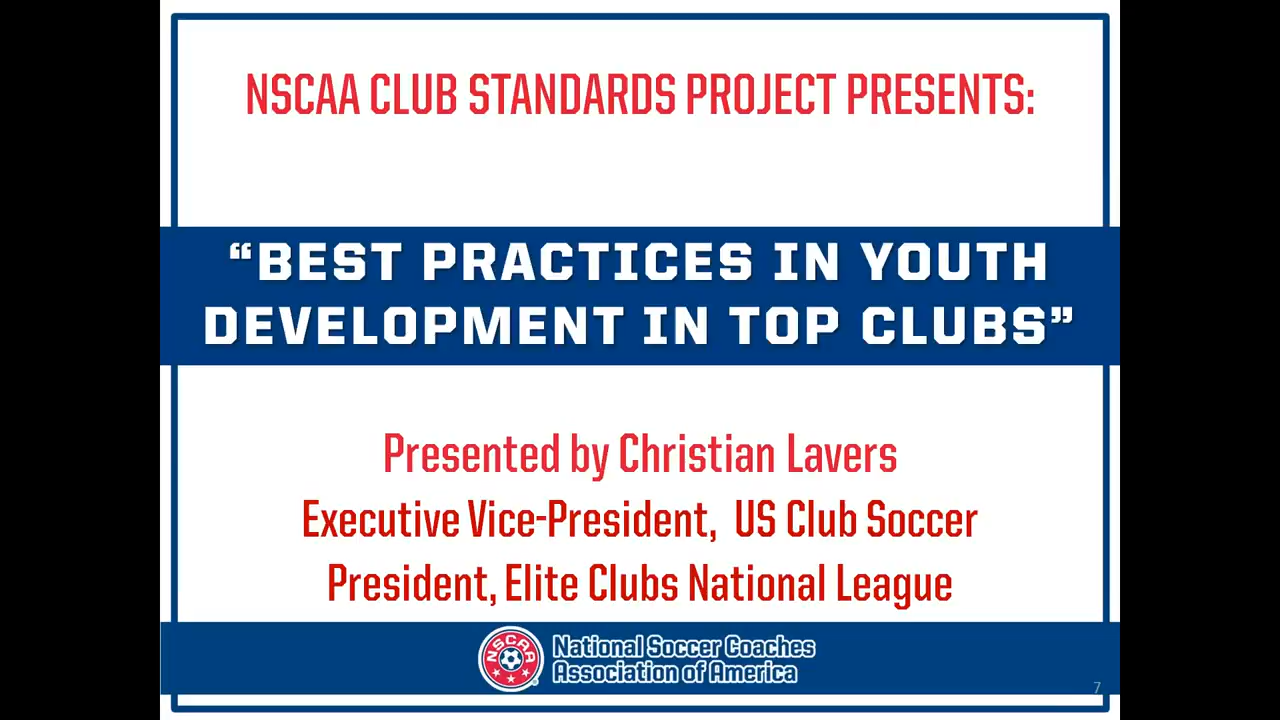 NSCAA CLUB STANDARDS PROJECT PRESENTS:
“BEST PRACTICES IN YOUTH
DEVELOPMENT IN TOP CLUBS”
Presented by Christian Lavers
Executive Vice-President, US Club Soccer
President, Elite Clubs National League
NSCAA
National Soccer Coaches
Association of America
7